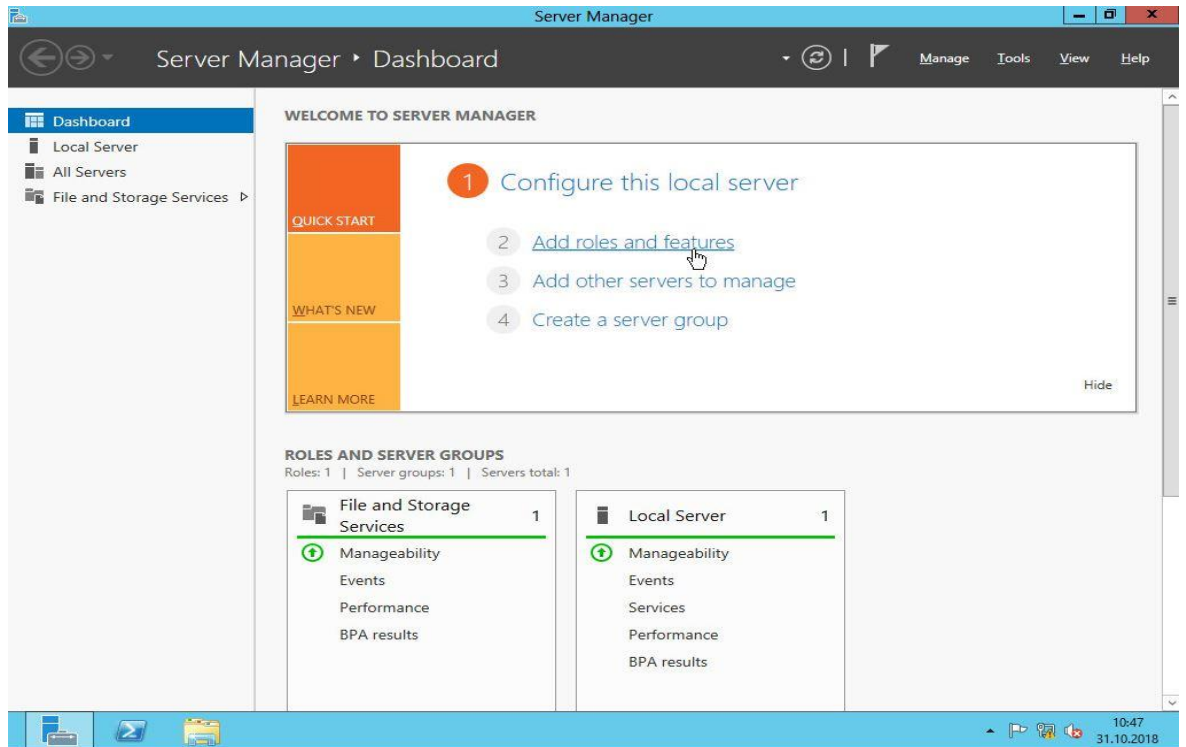 Server Manager
Server Manager • Dashboard
Manage Tools View Help
Dashboard
Local Server
All Servers
File and Storage Services
WELCOME TO SERVER MANAGER
QUICK START
WHAT'S NEW
LEARN MORE
1 Configure this local server
2 Add roles and features
3 Add other servers to manage
4 Create a server group
Hide
ROLES AND SERVER GROUPS
Roles: 1 | Server groups: 1 | Servers total: 1
File and Storage
Services
1
Manageability
Events
Performance
BPA results
Local Server 1
Manageability
Events
Services
Performance
BPA results
10:47
31.10.2018